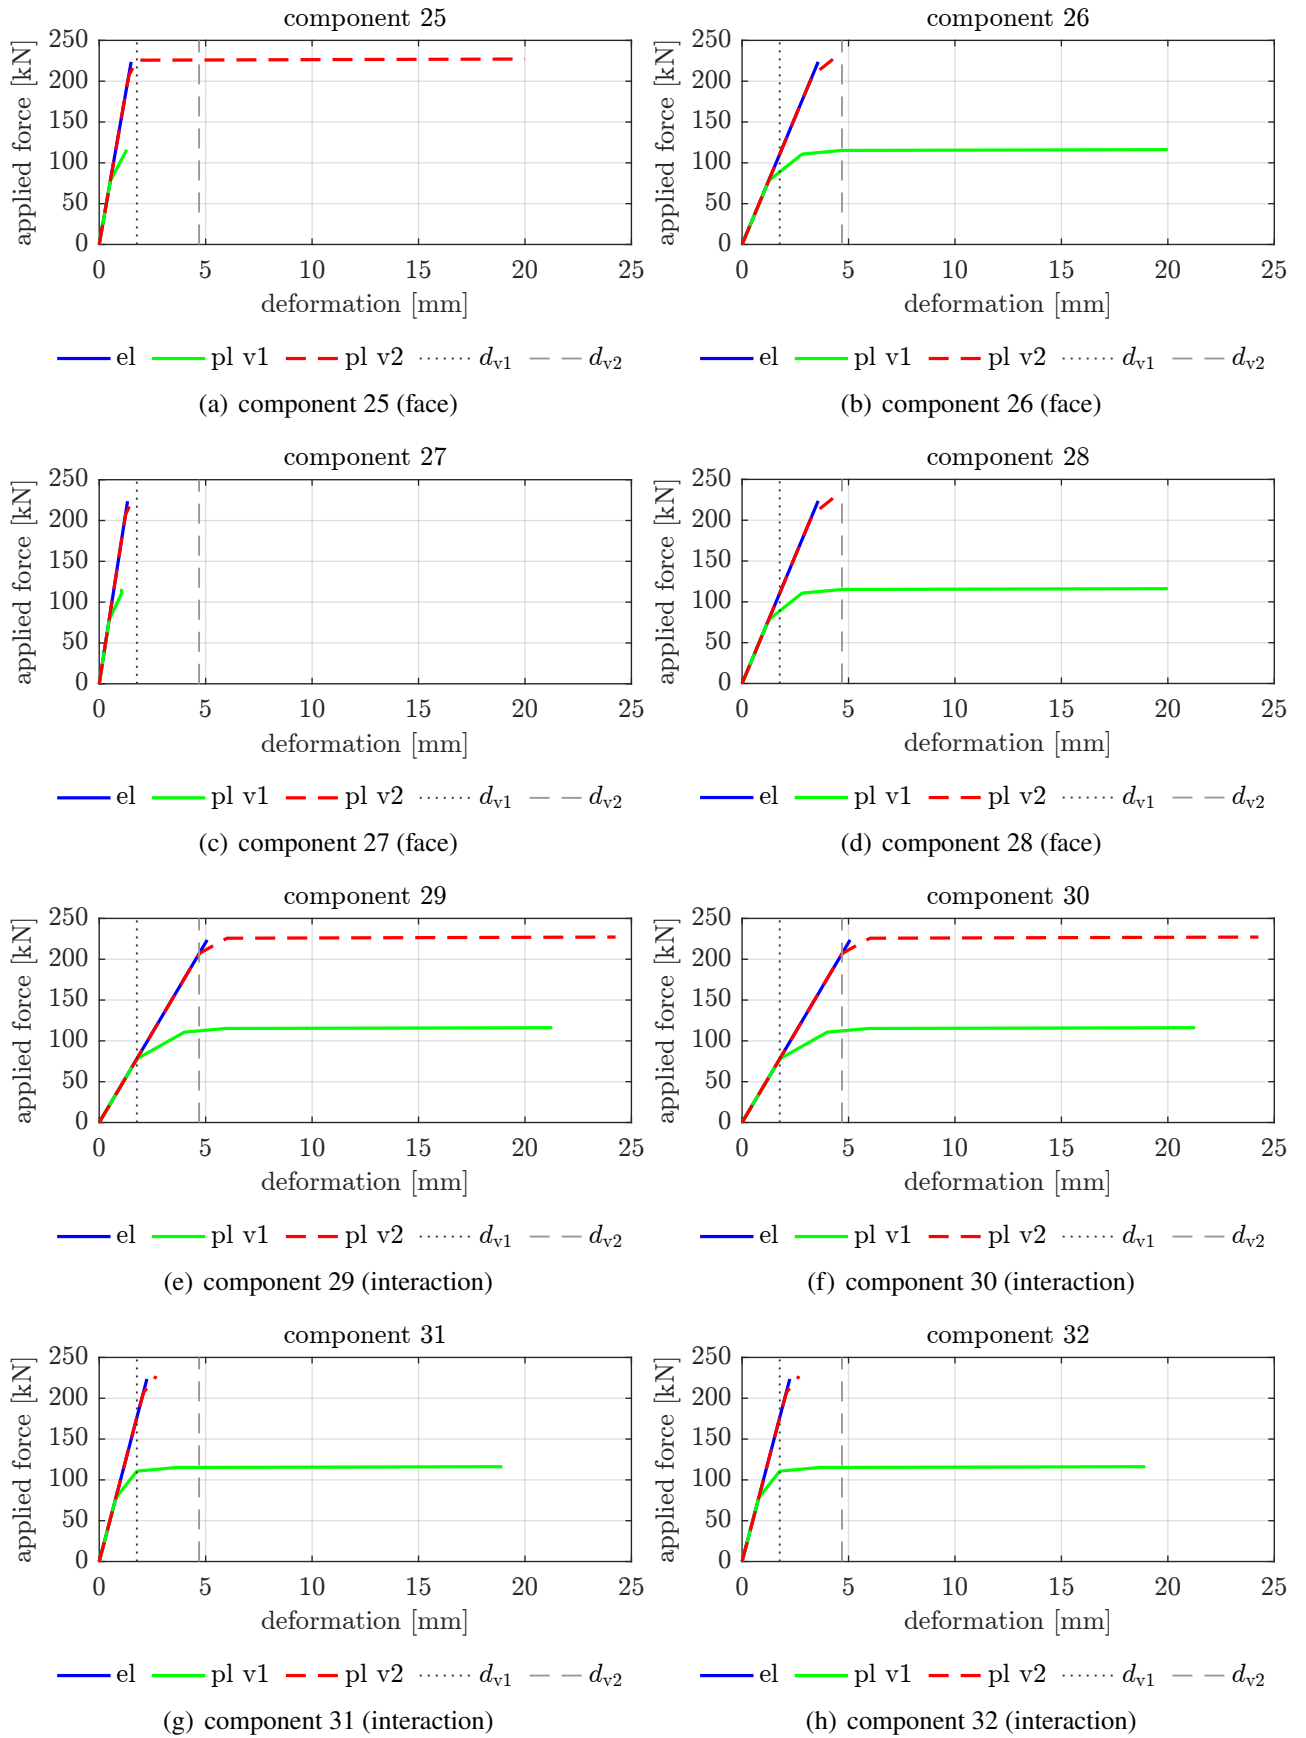 component 25
applied force [kN]
250
200
150
100
50
0
0 5 10 15 20 25
deformation [mm]
el pl v1 pl v2 dv1 dv2
(a) component 25 (face)
component 26
applied force [kN]
250
200
150
100
50
0
0 5 10 15 20 25
deformation [mm]
el pl v1 pl v2 dv1 dv2
(b) component 26 (face)
component 27
applied force [kN]
250
200
150
100
50
0
0 5 10 15 20 25
deformation [mm]
el pl v1 pl v2 dv1 dv2
(c) component 27 (face)
component 28
applied force [kN]
250
200
150
100
50
0
0 5 10 15 20 25
deformation [mm]
el pl v1 pl v2 dv1 dv2
(d) component 28 (face)
component 29
applied force [kN]
250
200
150
100
50
0
0 5 10 15 20 25
deformation [mm]
el pl v1 pl v2 dv1 dv2
(e) component 29 (interaction)
component 30
applied force [kN]
250
200
150
100
50
0
0 5 10 15 20 25
deformation [mm]
el pl v1 pl v2 dv1 dv2
(f) component 30 (interaction)
component 31
applied force [kN]
250
200
150
100
50
0
0 5 10 15 20 25
deformation [mm]
el pl v1 pl v2 dv1 dv2
(g) component 31 (interaction)
component 32
applied force [kN]
250
200
150
100
50
0
0 5 10 15 20 25
deformation [mm]
el pl v1 pl v2 dv1 dv2
(h) component 32 (interaction)